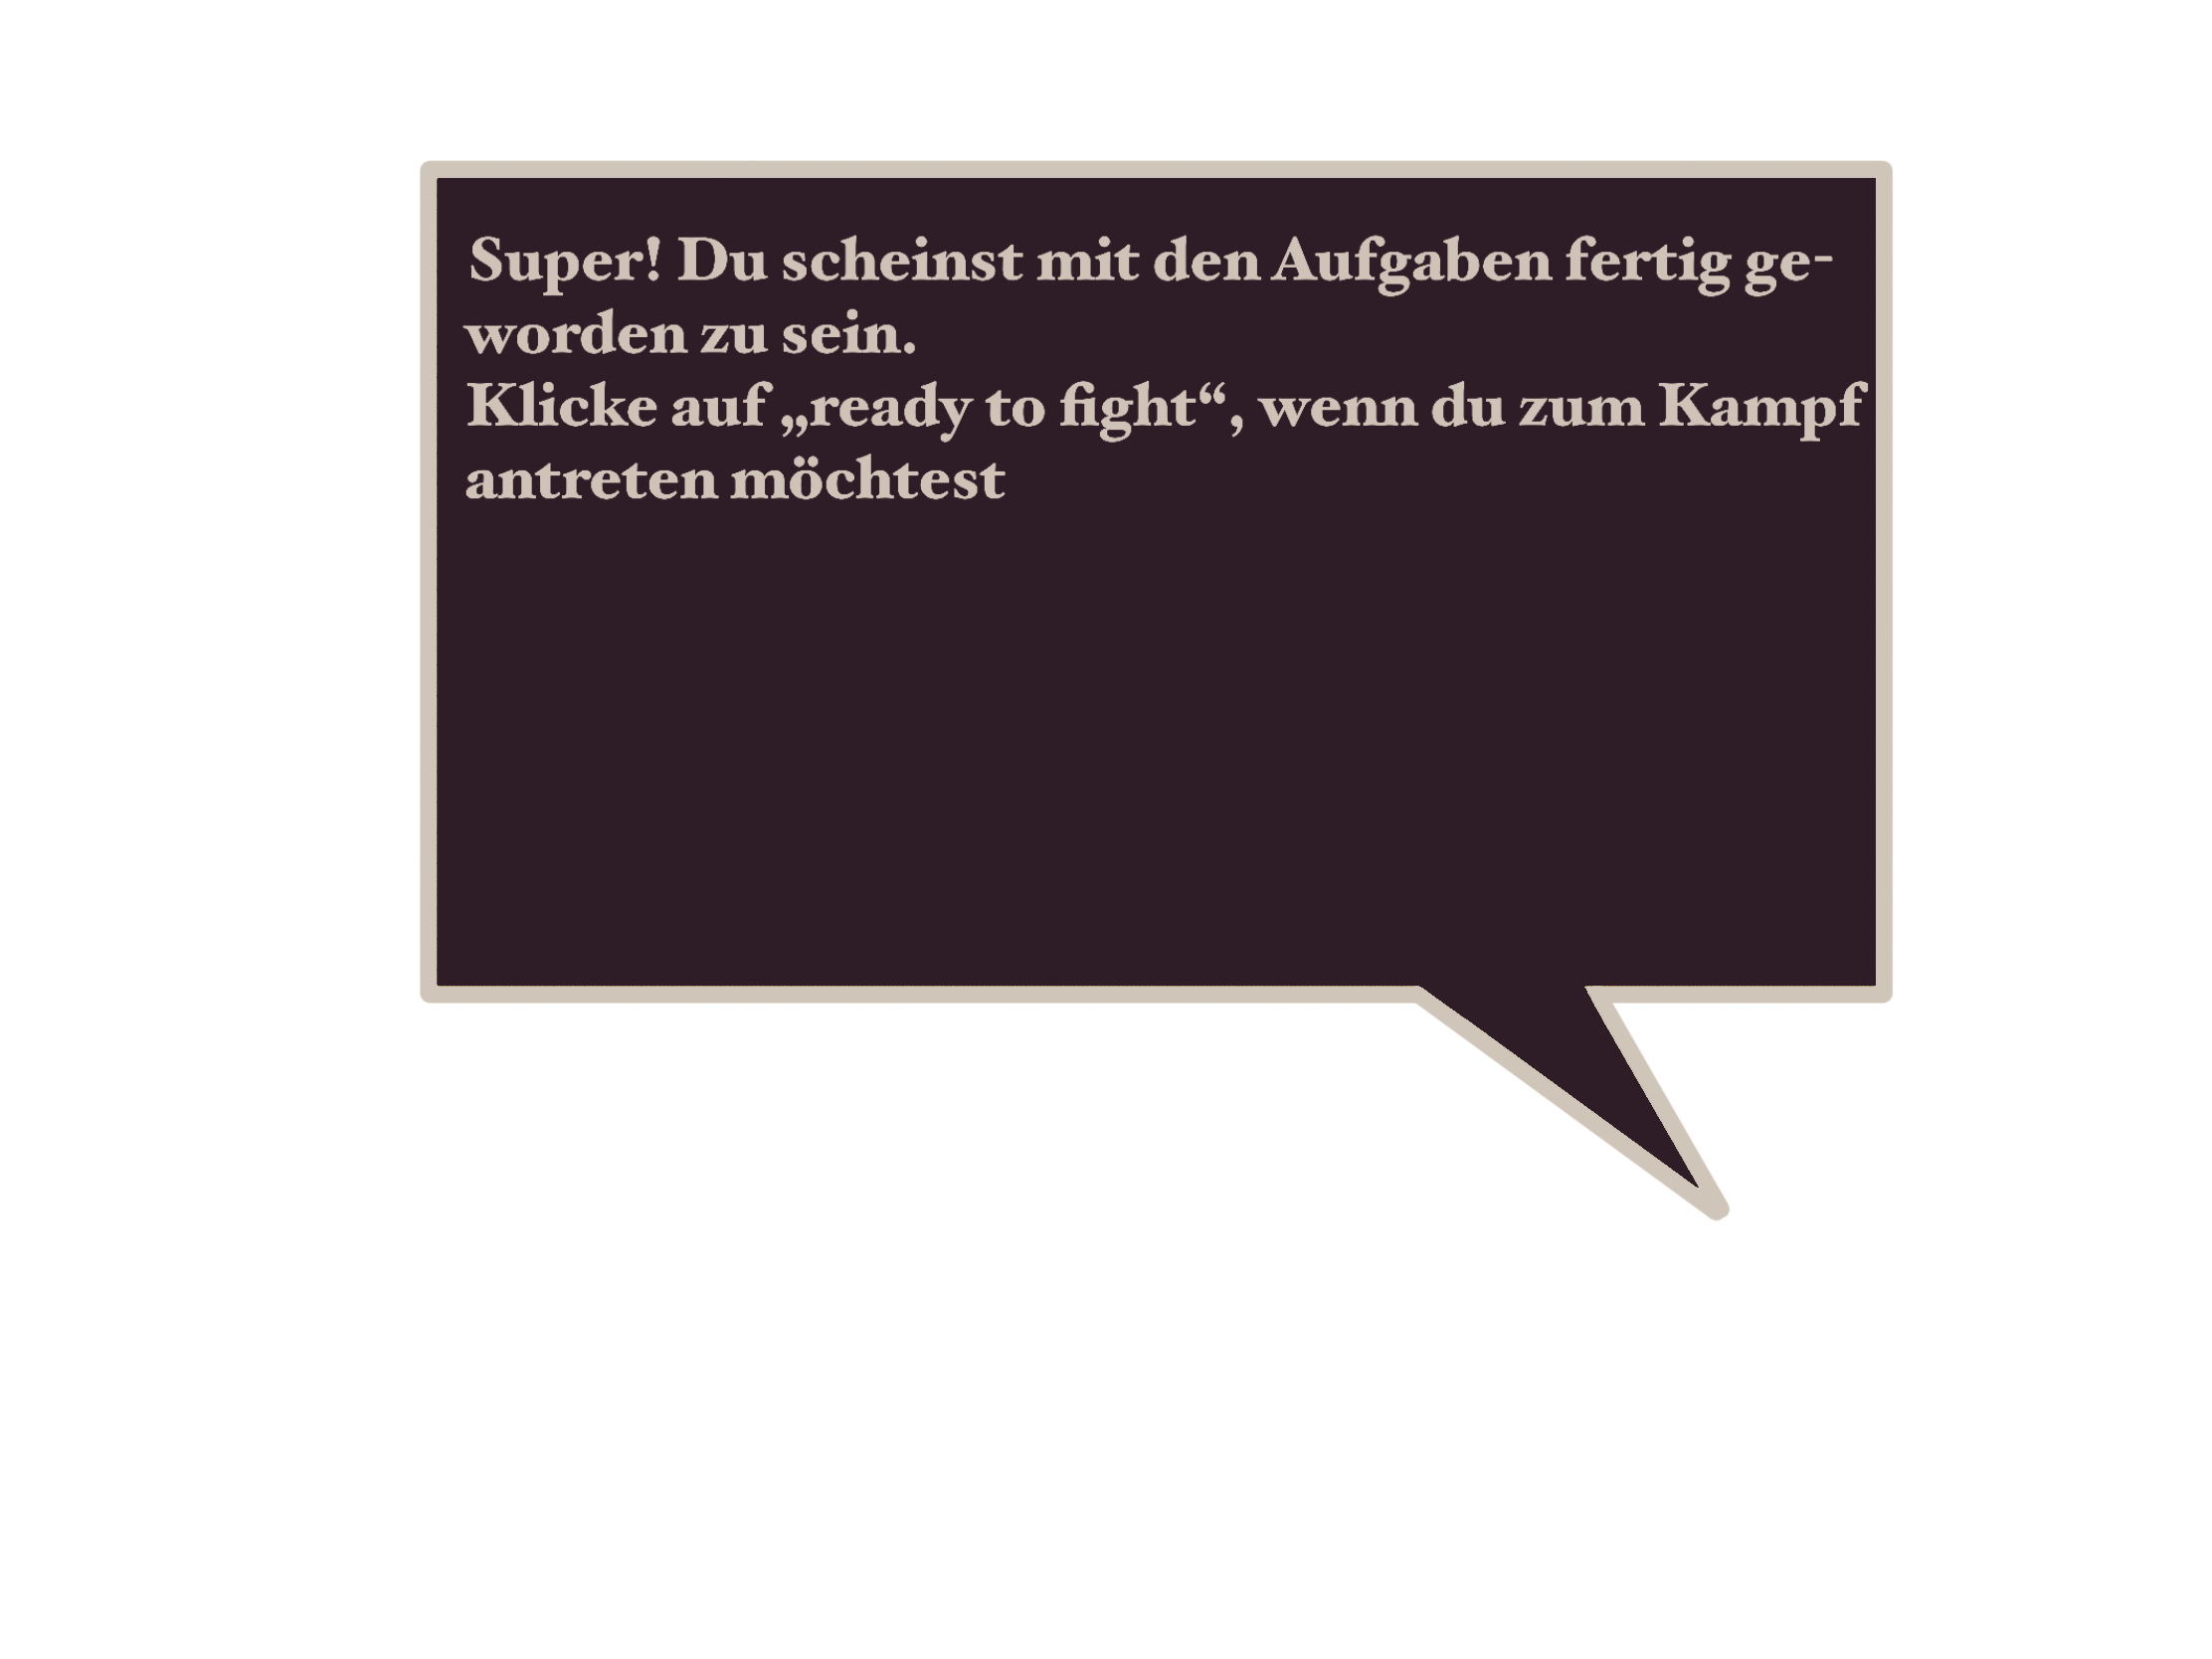 Super! Du scheinst mit den Aufgaben fertig ge-
worden zu sein.
Klicke auf „ready to fight“, wenn du zum Kampf
antreten möchtest